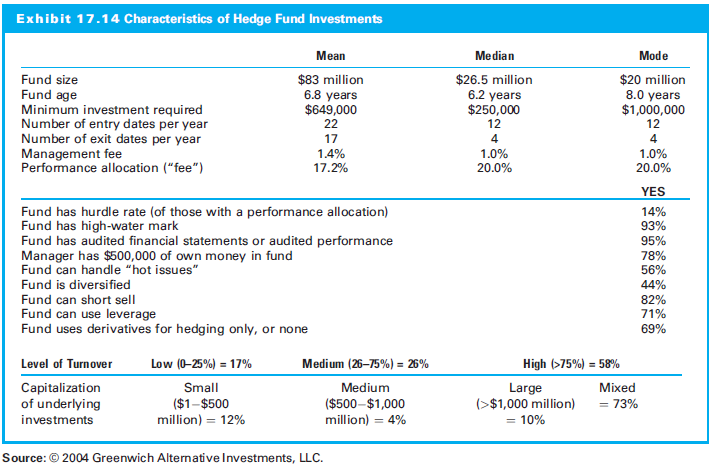 Exhibit 17.14 Characteristics of Hedge Fund Investments
Mean Median Mode
Fund size $83 million $26.5 million $20 million
Fund age 6.8 years 6.2 years 8.0 years
Minimum investment required $649,000 $250,000 $1,000,000
Number of entry dates per year 22 12 12
Number of exit dates per year 17 4 4
Management fee 1.4% 1.0% 1.0%
Performance allocation (“fee”) 17.2% 20.0% 20.0%
YES
Fund has hurdle rate (of those with a performance allocation) 14%
Fund has high-water mark 93%
Fund has audited financial statements or audited performance 95%
Manager has $500,000 of own money in fund 78%
Fund can handle “hot issues” 56%
Fund is diversified 44%
Fund can short sell 82%
Fund can use leverage 71%
Fund uses derivatives for hedging only, or none 69%
Level of Turnover Low (0–25%) = 17% Medium (26–75%) = 26% High (>75%) = 58%
Capitalization Small Medium Large Mixed
of underlying ($1–$500 ($500–$1,000 (>$1,000 million) = 73%
investments million) = 12% million) = 4% = 10%
Source: © 2004 Greenwich Alternative Investments, LLC.